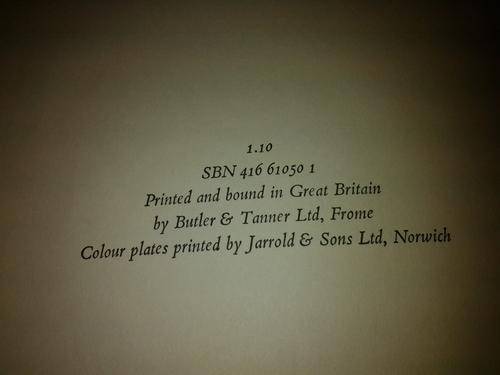 1.10
SBN 416 61050 1
Printed and bound in Great Britain
by Butler & Tanner Ltd, Frome
Colour plates printed by Jarrold & Sons Ltd, Norwich